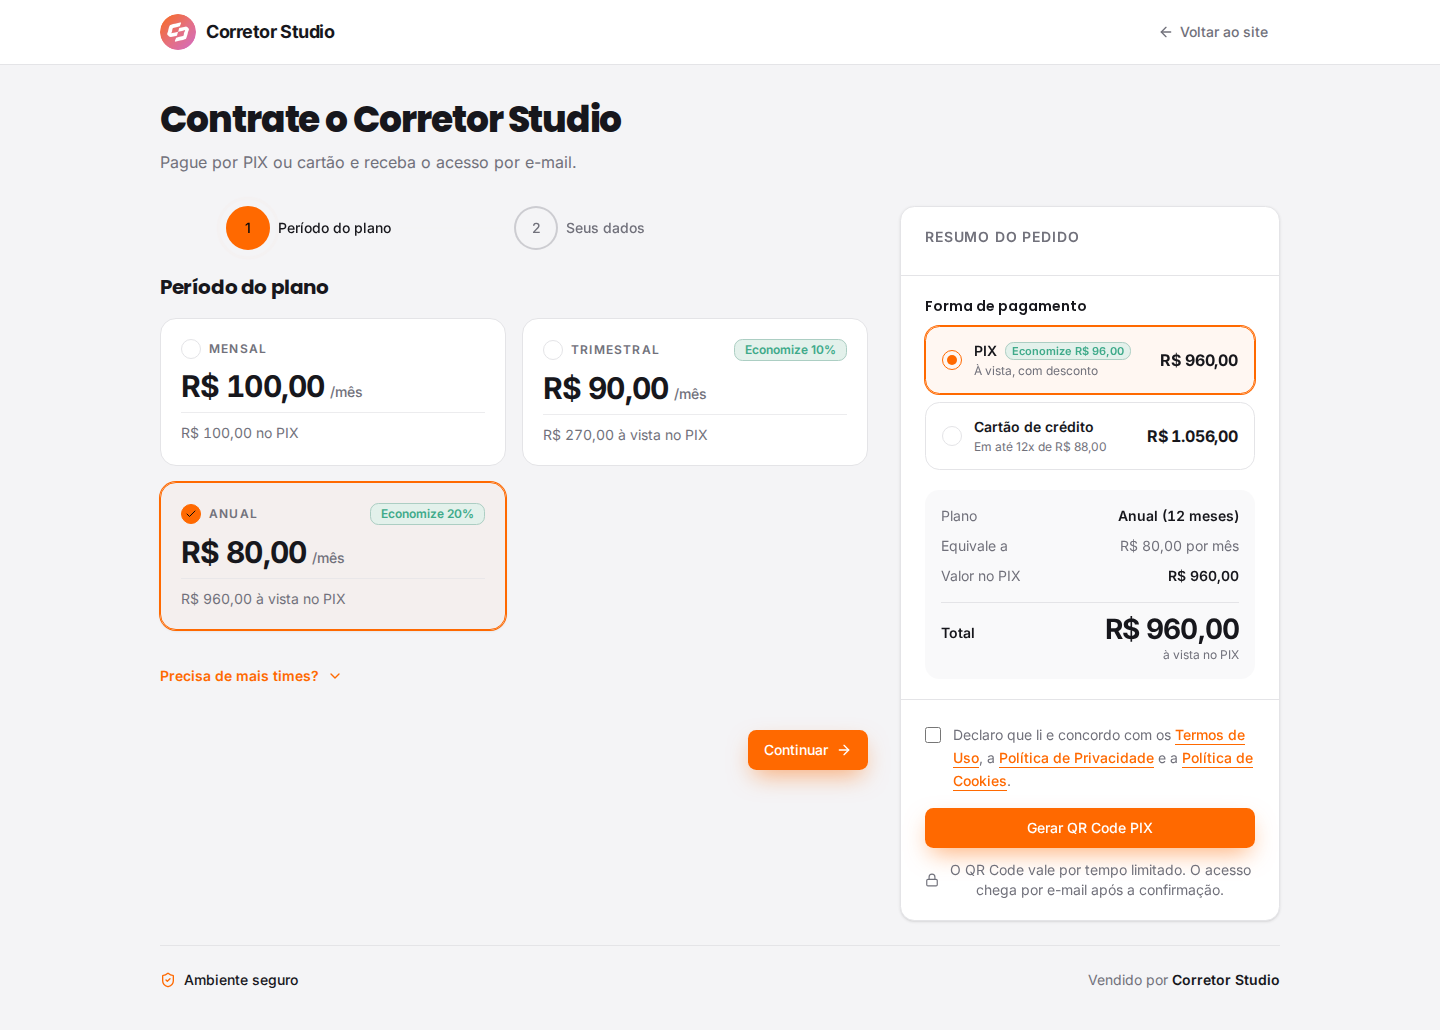 Corretor Studio
Voltar ao site
Contrate o Corretor Studio
Pague por PIX ou cartão e receba o acesso por e-mail.
1 Período do plano
2 Seus dados
Período do plano
MENSAL
R$ 100,00 /mês
R$ 100,00 no PIX
TRIMESTRAL
Economize 10%
R$ 90,00 /mês
R$ 270,00 à vista no PIX
ANUAL
Economize 20%
R$ 80,00 /mês
R$ 960,00 à vista no PIX
Precisa de mais times?
Continuar
RESUMO DO PEDIDO
Forma de pagamento
PIX Economize R$ 96,00
À vista, com desconto
R$ 960,00
Cartão de crédito
Em até 12x de R$ 88,00
R$ 1.056,00
Plano Anual (12 meses)
Equivale a R$ 80,00 por mês
Valor no PIX R$ 960,00
Total R$ 960,00
à vista no PIX
Declaro que li e concordo com os Termos de
Uso, a Política de Privacidade e a Política de
Cookies.
Gerar QR Code PIX
O QR Code vale por tempo limitado. O acesso
chega por e-mail após a confirmação.
Ambiente seguro
Vendido por Corretor Studio